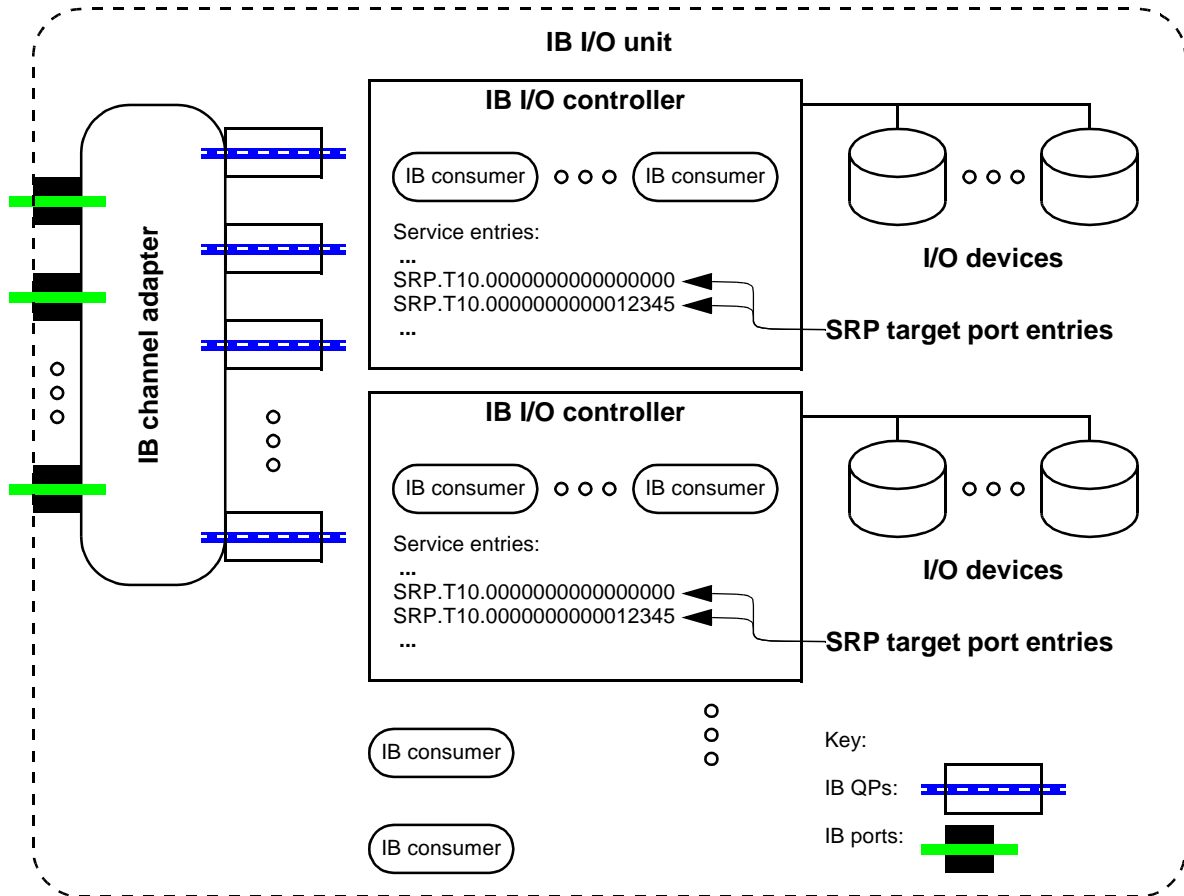 IB I/O unit
IB channel adapter
IB I/O controller
IB consumer IB consumer
Service entries:
...
SRP.T10.0000000000000000
SRP.T10.0000000000012345
...
I/O devices
SRP target port entries
IB I/O controller
IB consumer IB consumer
Service entries:
...
SRP.T10.0000000000000000
SRP.T10.0000000000012345
...
I/O devices
SRP target port entries
IB consumer
IB consumer
Key:
IB QPs:
IB ports: